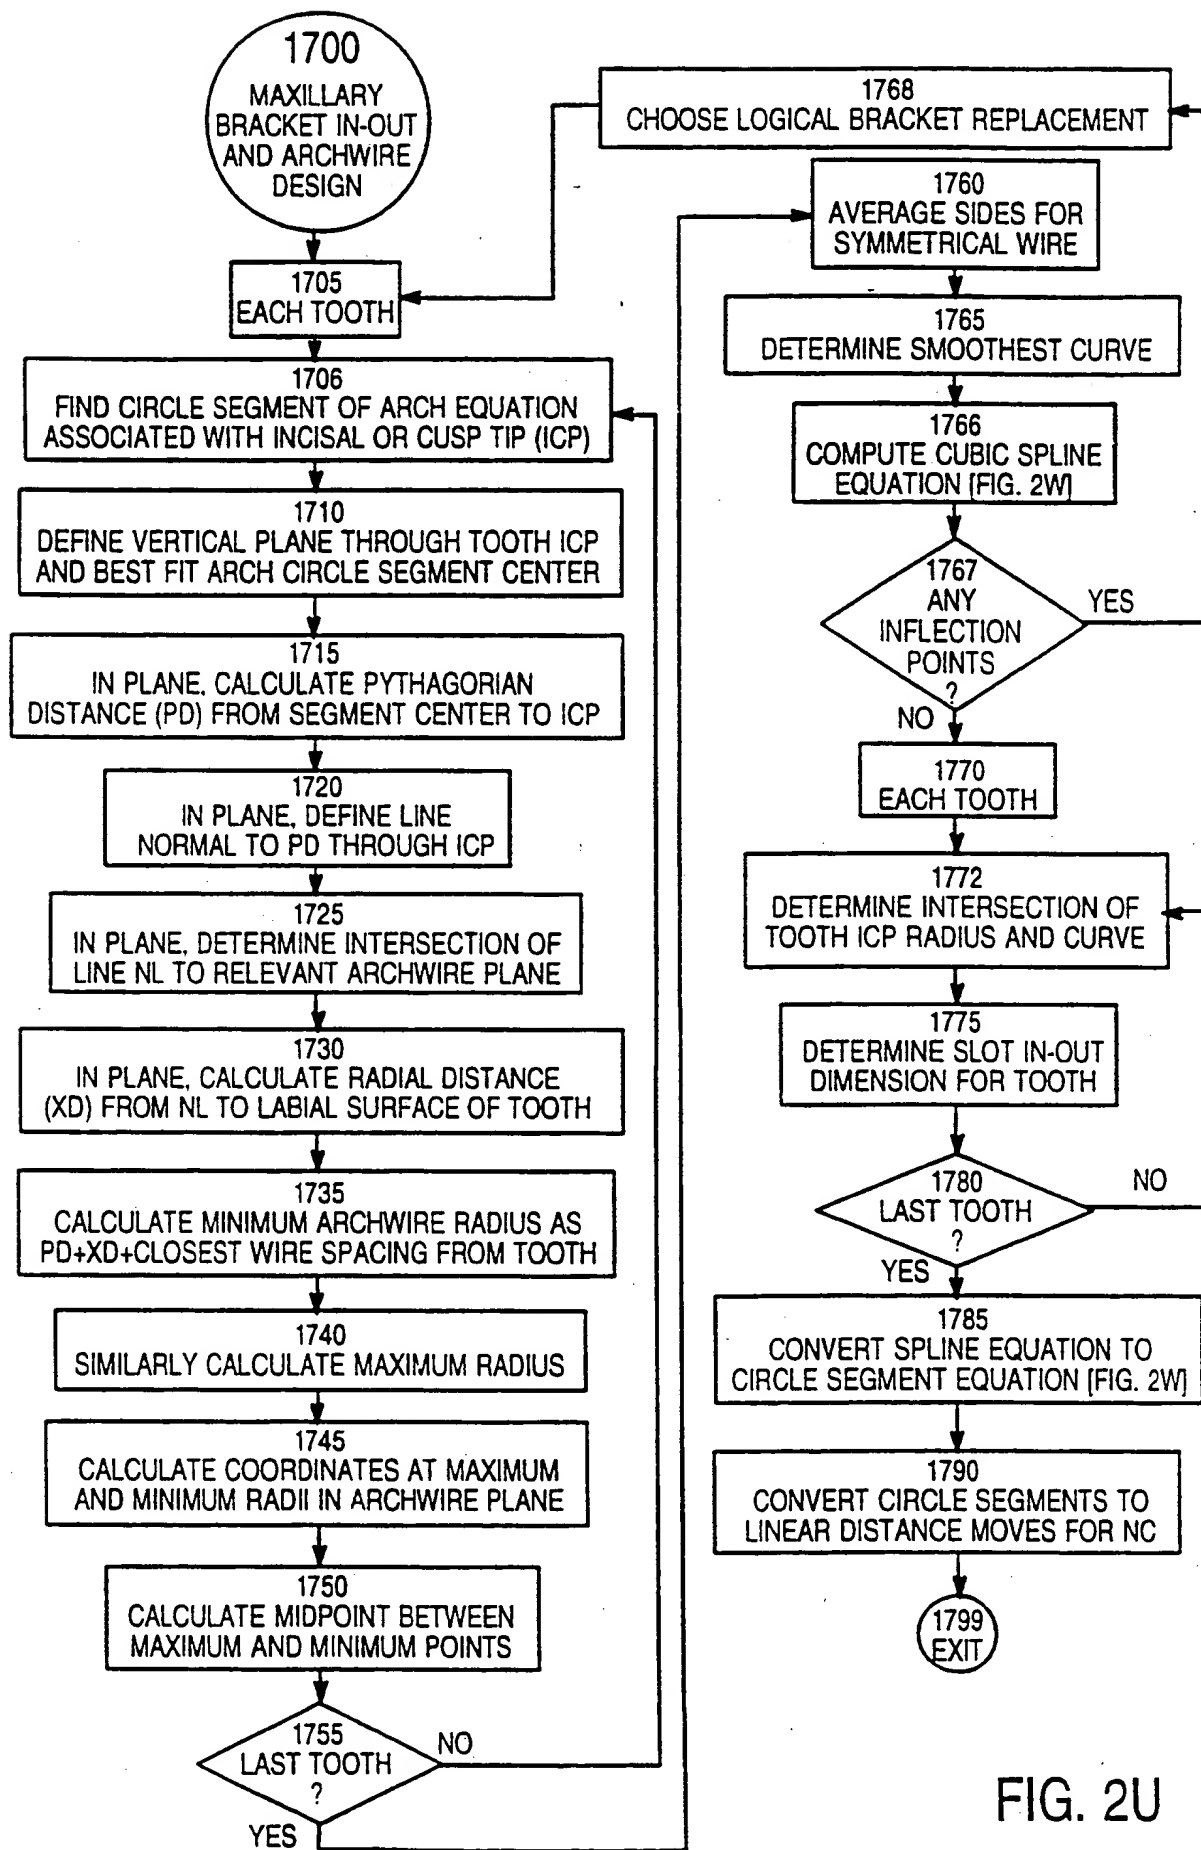 1700
MAXILLARY
BRACKET IN-OUT
AND ARCHWIRE
DESIGN
1705
EACH TOOTH
1706
FIND CIRCLE SEGMENT OF ARCH EQUATION
ASSOCIATED WITH INCISAL OR CUSP TIP (ICP)
1710
DEFINE VERTICAL PLANE THROUGH TOOTH ICP
AND BEST FIT ARCH CIRCLE SEGMENT CENTER
1715
IN PLANE, CALCULATE PYTHAGORIAN
DISTANCE (PD) FROM SEGMENT CENTER TO ICP
1720
IN PLANE, DEFINE LINE
NORMAL TO PD THROUGH ICP
1725
IN PLANE, DETERMINE INTERSECTION OF
LINE NL TO RELEVANT ARCHWIRE PLANE
1730
IN PLANE, CALCULATE RADIAL DISTANCE
(XD) FROM NL TO LABIAL SURFACE OF TOOTH
1735
CALCULATE MINIMUM ARCHWIRE RADIUS AS
PD+XD+CLOSEST WIRE SPACING FROM TOOTH
1740
SIMILARLY CALCULATE MAXIMUM RADIUS
1745
CALCULATE COORDINATES AT MAXIMUM
AND MINIMUM RADII IN ARCHWIRE PLANE
1750
CALCULATE MIDPOINT BETWEEN
MAXIMUM AND MINIMUM POINTS
1755
LAST TOOTH
?
NO
YES
1768
CHOOSE LOGICAL BRACKET REPLACEMENT
1760
AVERAGE SIDES FOR
SYMMETRICAL WIRE
1765
DETERMINE SMOOTHEST CURVE
1766
COMPUTE CUBIC SPLINE
EQUATION [FIG. 2W]
1767
ANY
INFLECTION
POINTS
?
YES
NO
1770
EACH TOOTH
1772
DETERMINE INTERSECTION OF
TOOTH ICP RADIUS AND CURVE
1775
DETERMINE SLOT IN-OUT
DIMENSION FOR TOOTH
1780
LAST TOOTH
?
NO
YES
1785
CONVERT SPLINE EQUATION TO
CIRCLE SEGMENT EQUATION [FIG. 2W]
1790
CONVERT CIRCLE SEGMENTS TO
LINEAR DISTANCE MOVES FOR NC
1799
EXIT
FIG. 2U